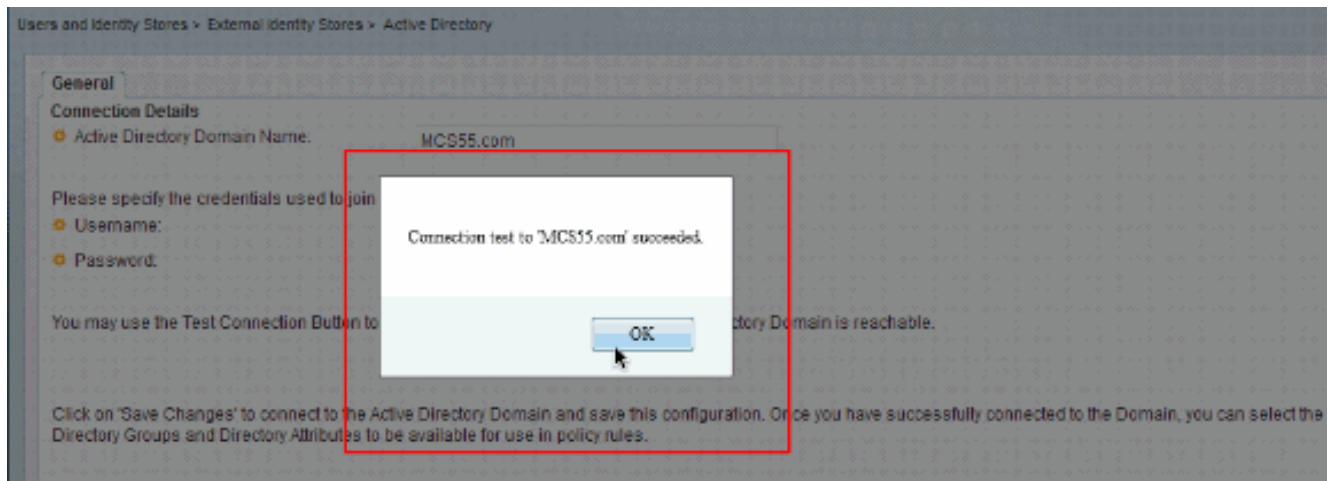 Users and Identity Stores > External Identity Stores > Active Directory
General
Connection Details
Active Directory Domain Name: MCS55.com
Please specify the credentials used to join
Username:
Password:
Connection test to 'MCS55.com' succeeded.
OK
You may use the Test Connection Button to ctory Domain is reachable.
Click on 'Save Changes' to connect to the Active Directory Domain and save this configuration. Once you have successfully connected to the Domain, you can select the
Directory Groups and Directory Attributes to be available for use in policy rules.